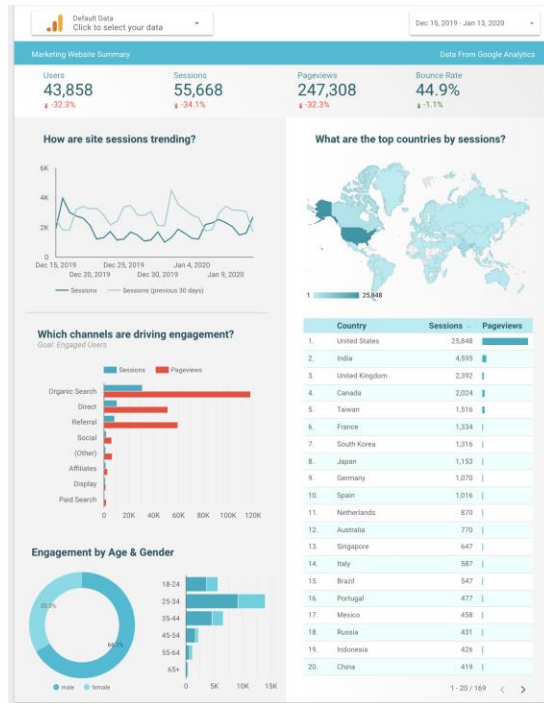 Default Data
Click to select your data
Dec 15, 2019 - Jan 13, 2020
Marketing Website Summary
Data From Google Analytics
Users
43,858
-32.3%
Sessions
55,668
-34.1%
Pageviews
247,308
-32.3%
Bounce Rate
44.9%
-1.1%
How are site sessions trending?
6K
4K
2K
0
Dec 15, 2019
Dec 20, 2019
Dec 25, 2019
Dec 30, 2019
Jan 4, 2020
Jan 9, 2020
Sessions
Sessions (previous 30 days)
Which channels are driving engagement?
Goal: Engaged Users
Sessions
Pageviews
Organic Search
Direct
Referral
Social
(Other)
Affiliates
Display
Paid Search
0 20K 40K 60K 80K 100K 120K
Engagement by Age & Gender
male
female
18-24
25-34
35-44
45-54
55-64
65+
0 5K 10K 15K
What are the top countries by sessions?
1
25,848
Country Sessions Pageviews
1. United States 25,848
2. India 4,595
3. United Kingdom 2,392
4. Canada 2,024
5. Taiwan 1,516
6. France 1,334
7. South Korea 1,316
8. Japan 1,153
9. Germany 1,070
10. Spain 1,016
11. Netherlands 870
12. Australia 770
13. Singapore 647
14. Italy 587
15. Brazil 547
16. Portugal 477
17. Mexico 458
18. Russia 431
19. Indonesia 426
20. China 419
1 - 20 / 169